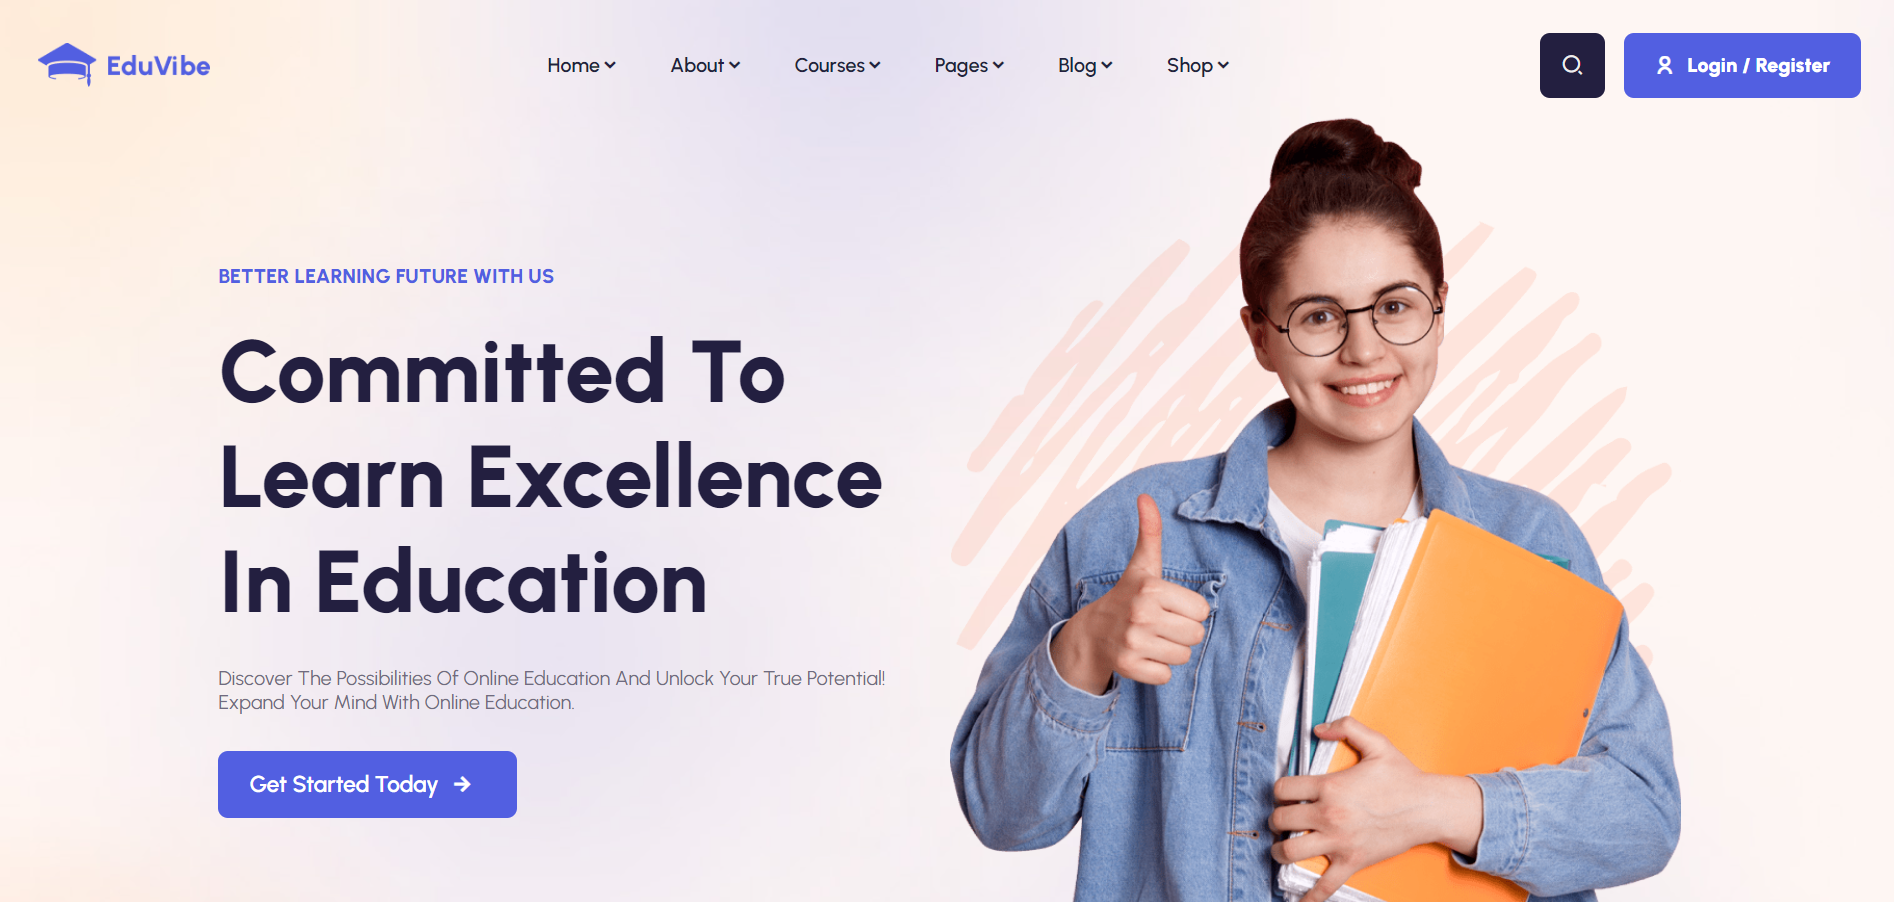 EduVibe
Home
About
Courses
Pages
Blog
Shop
Login / Register
BETTER LEARNING FUTURE WITH US
Committed To
Learn Excellence
In Education
Discover The Possibilities Of Online Education And Unlock Your True Potential!
Expand Your Mind With Online Education.
Get Started Today